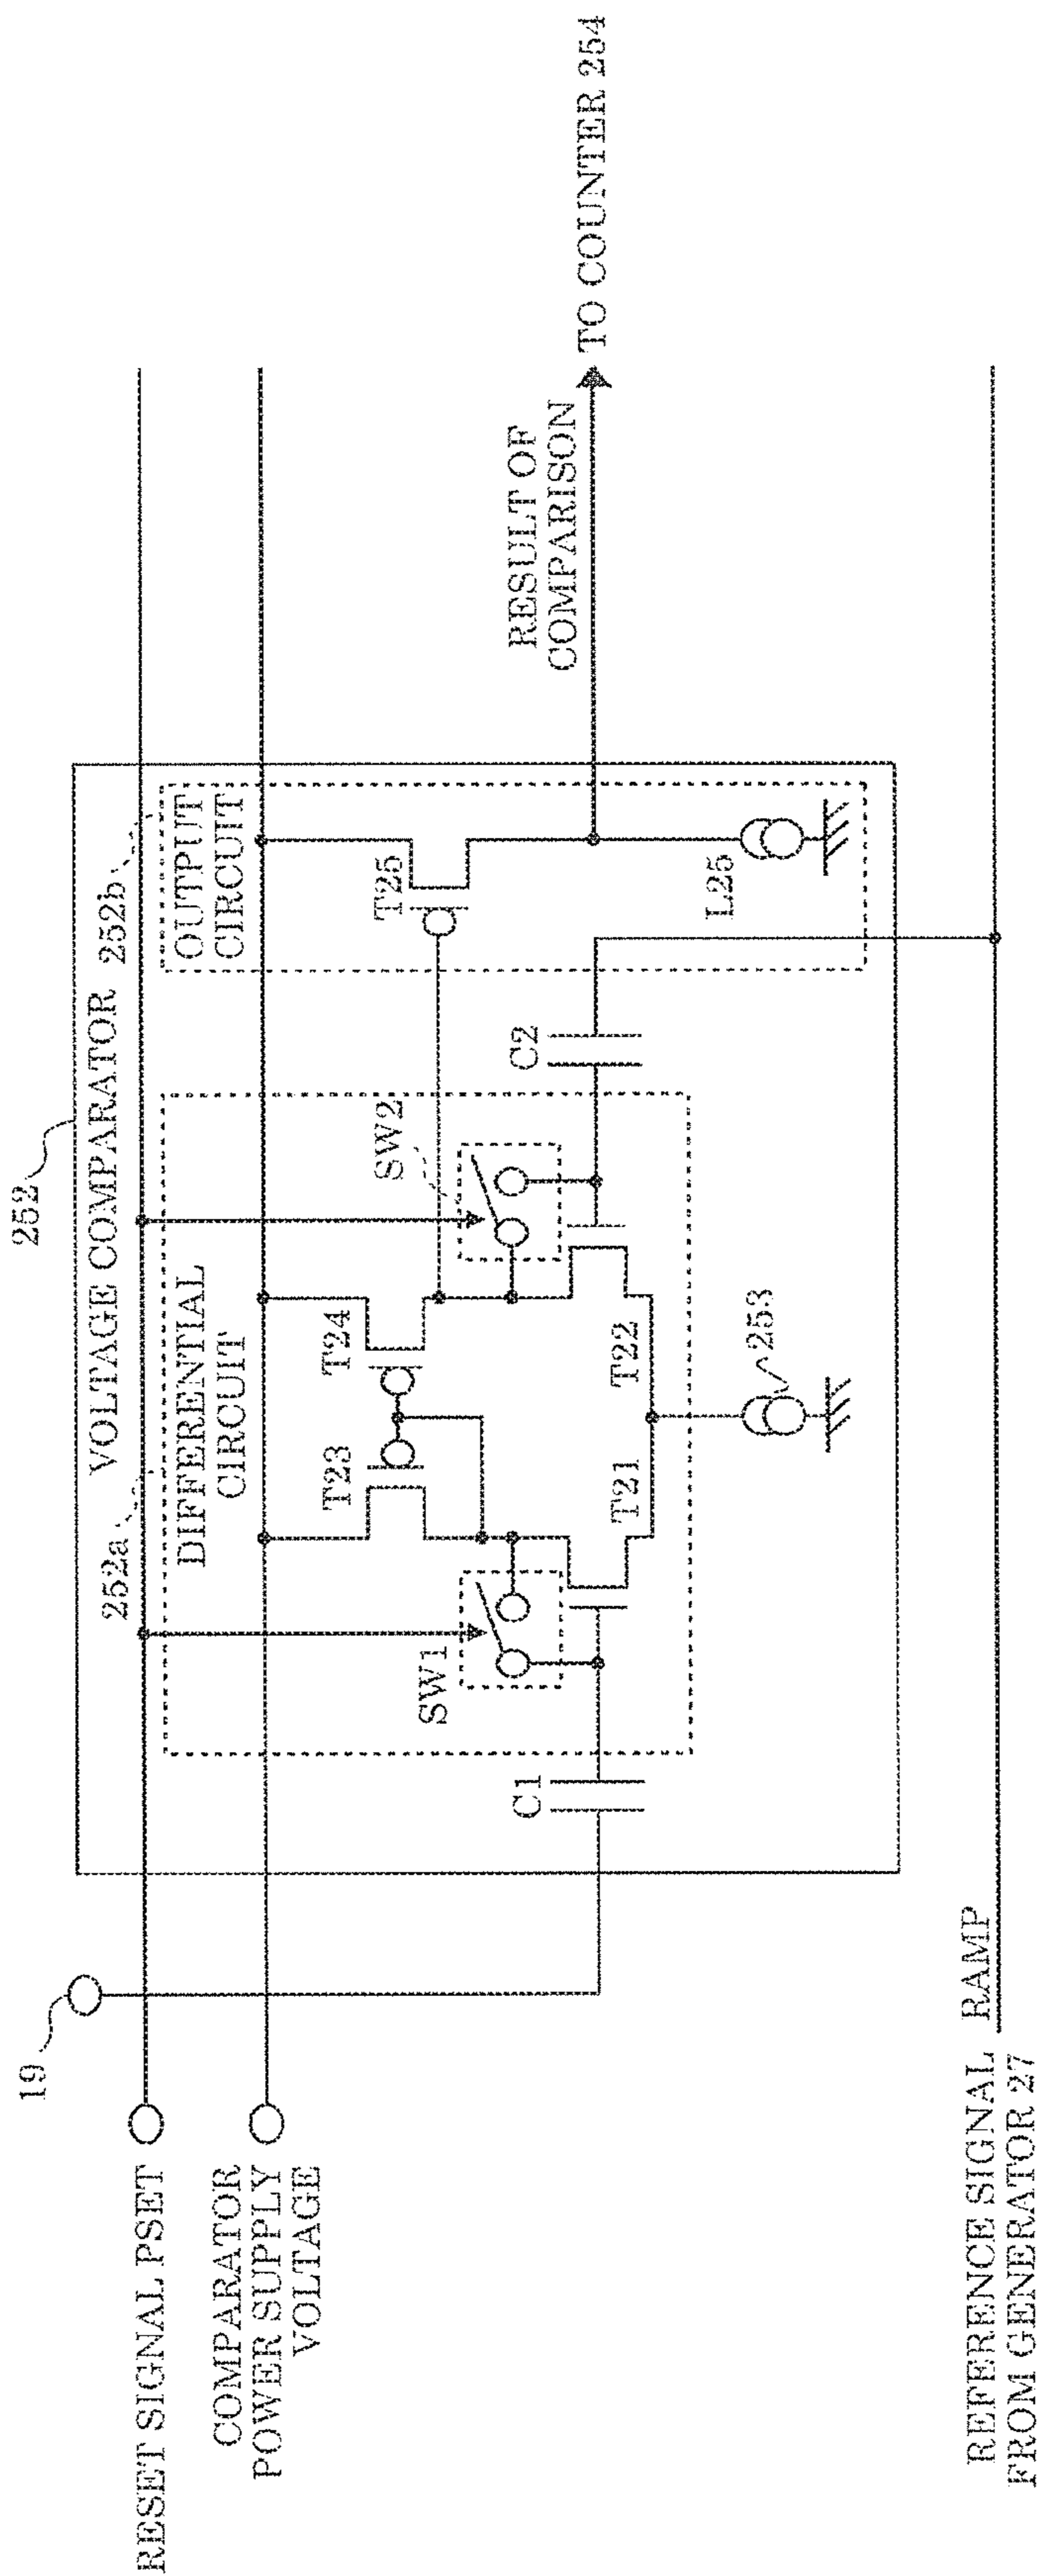 252
VOLTAGE COMPARATOR
252a
252b
DIFFERENTIAL
CIRCUIT
OUTPUT
CIRCUIT
19
RESET SIGNAL PSET
COMPARATOR
POWER SUPPLY
VOLTAGE
T23
T24
T25
SW1
SW2
C1
C2
T21
T22
253
L25
RESULT OF
COMPARISON
TO COUNTER 254
REFERENCE SIGNAL RAMP
FROM GENERATOR 27